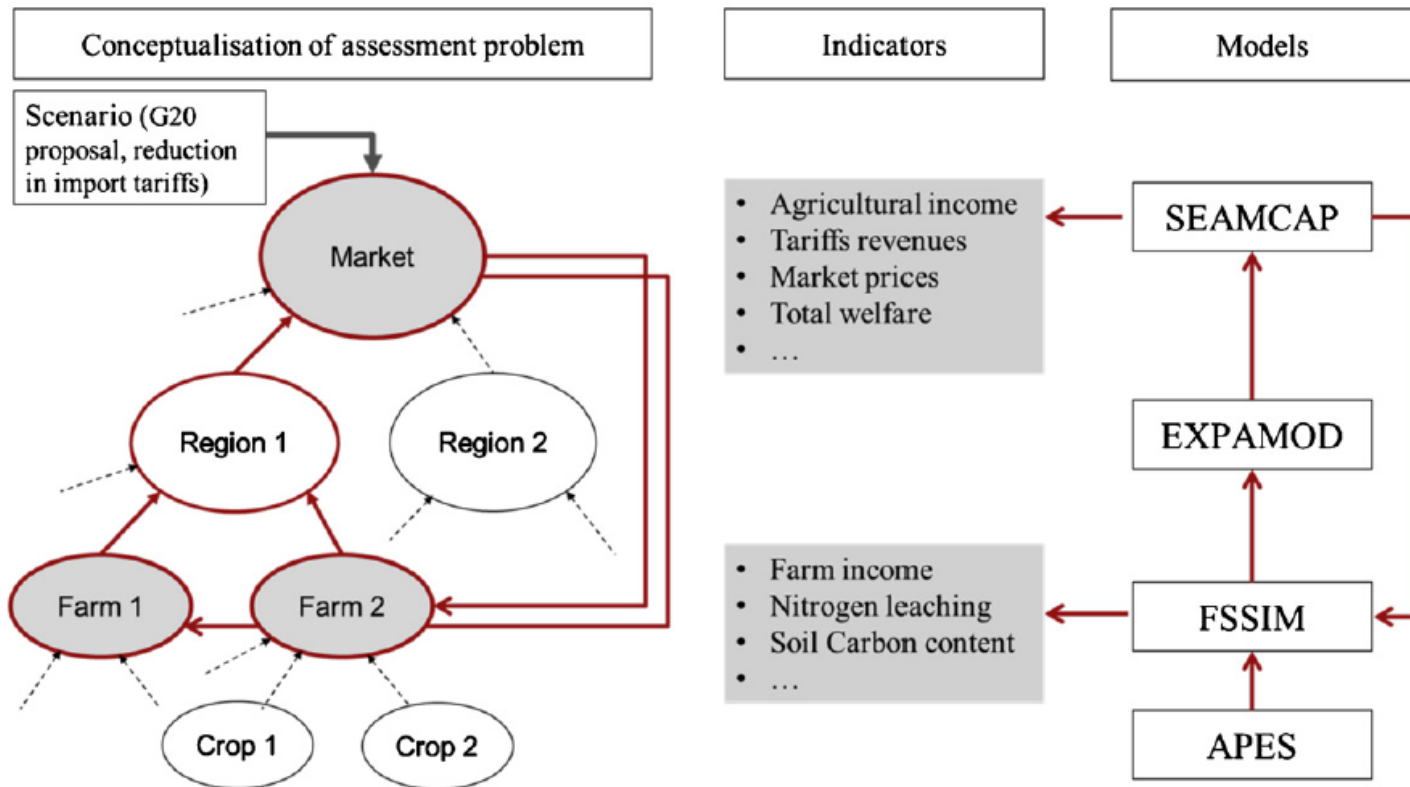 Conceptualisation of assessment problem
Indicators
Models
Scenario (G20
proposal, reduction
in import tariffs)
Market
Region 1
Region 2
Farm 1
Farm 2
Crop 1
Crop 2
• Agricultural income
• Tariffs revenues
• Market prices
• Total welfare
• …
• Farm income
• Nitrogen leaching
• Soil Carbon content
• …
SEAMCAP
EXPAMOD
FSSIM
APES